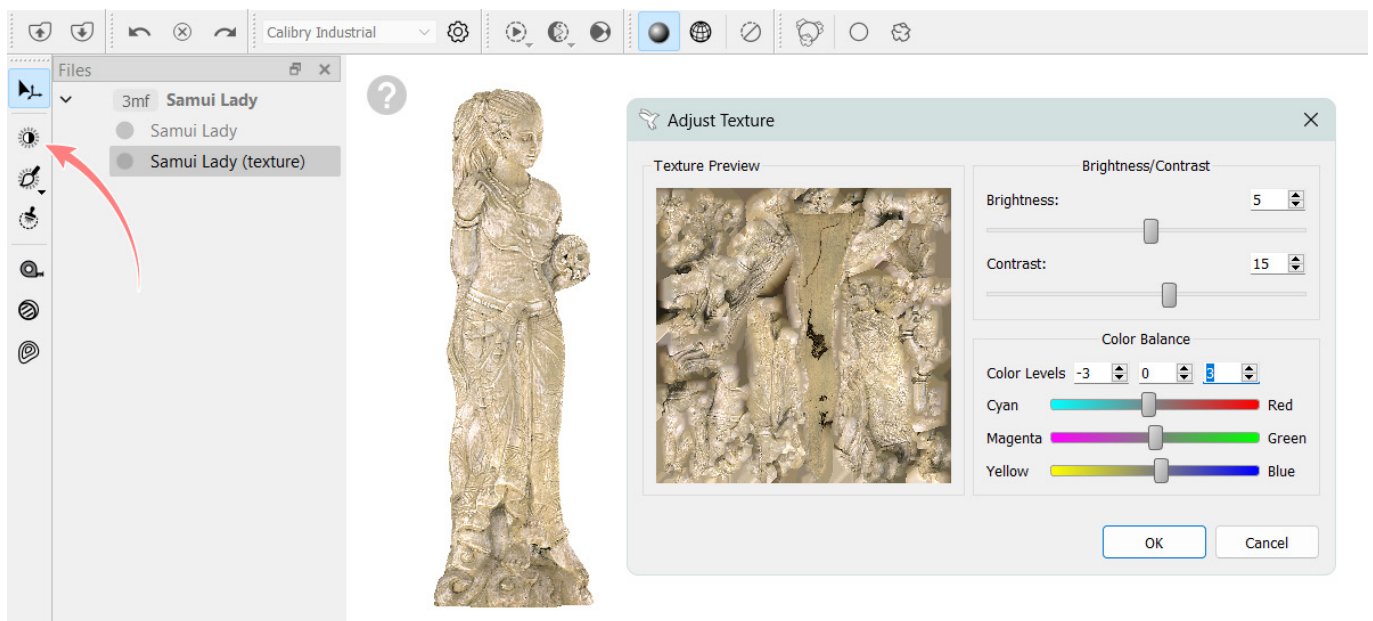 Calibry Industrial
Files
3mf Samui Lady
Samui Lady
Samui Lady (texture)
?
Adjust Texture
Texture Preview
Brightness/Contrast
Brightness: 5
Contrast: 15
Color Balance
Color Levels -3 0 3
Cyan Red
Magenta Green
Yellow Blue
OK Cancel